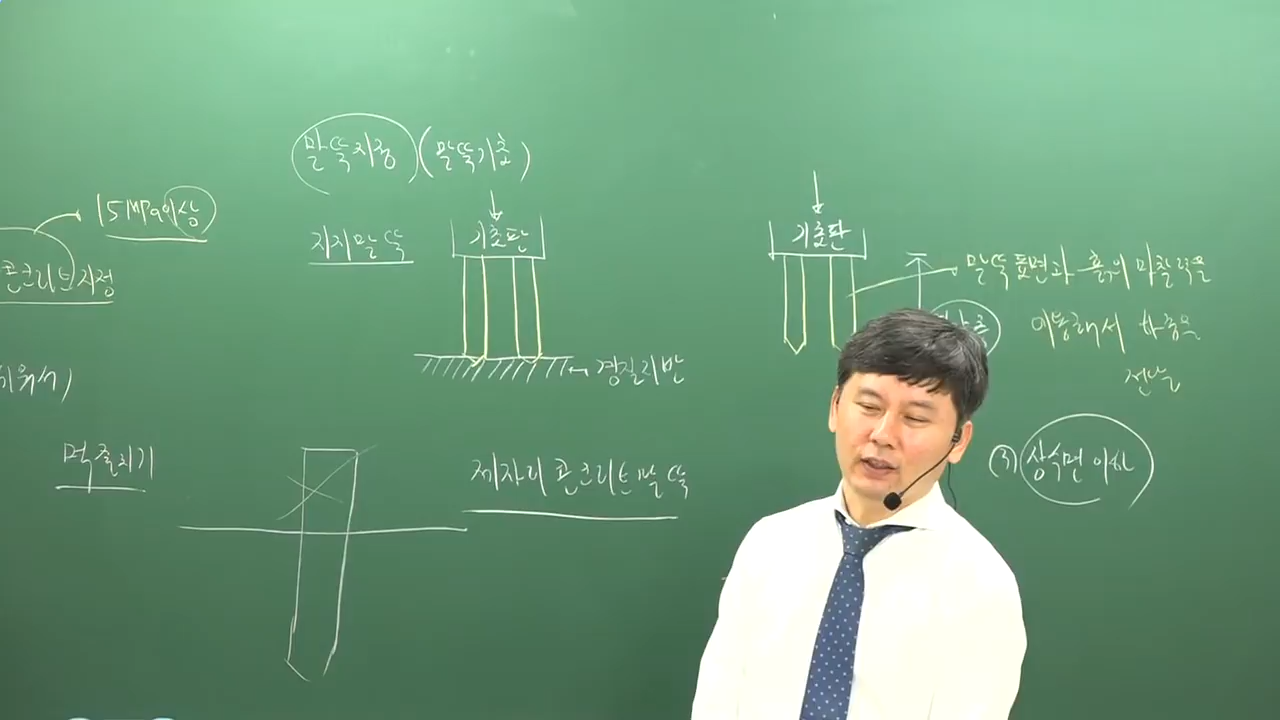 말뚝지정 (말뚝기초)
15MPa이상
콘크리트지정
지지말뚝
기초판
경질지반
기초판
말뚝표면과 흙의 마찰력을
이용해서 하중을
전달
먹줄치기
제자리 콘크리트말뚝
③ 상수면 이하